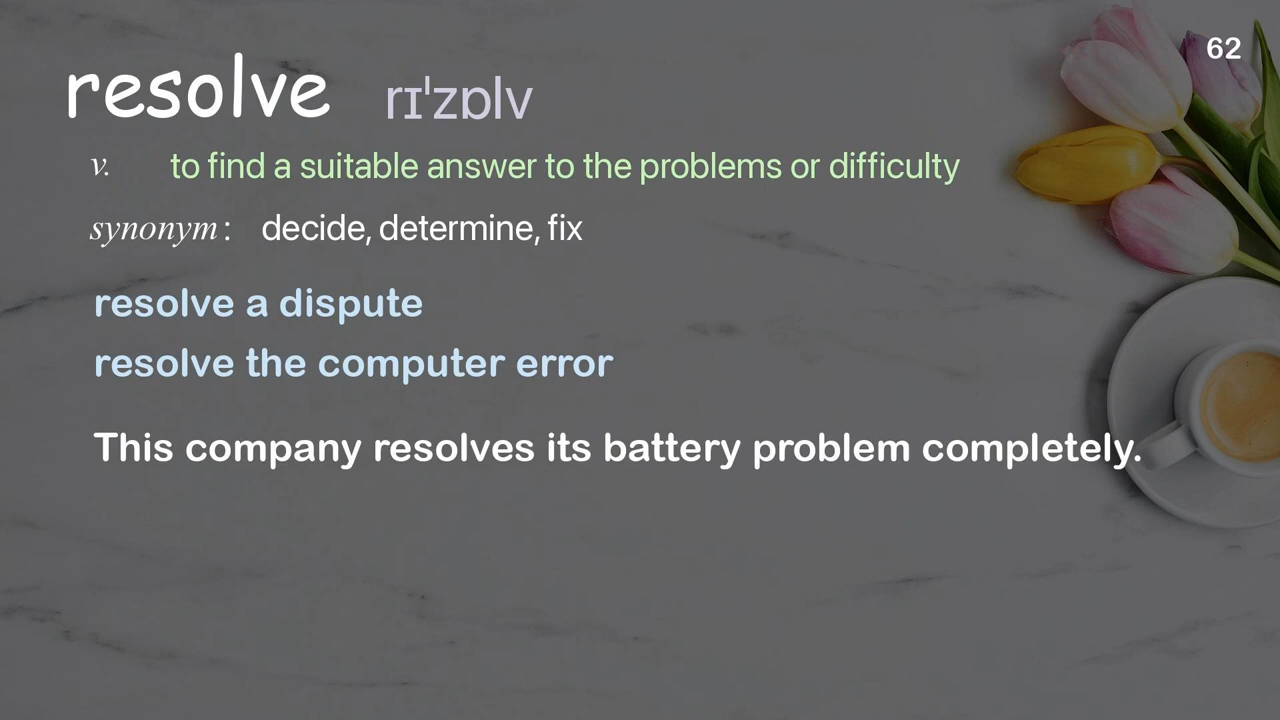 62
resolve rɪˈzɒlv
v. to find a suitable answer to the problems or difficulty
synonym : decide, determine, fix
resolve a dispute
resolve the computer error
This company resolves its battery problem completely.